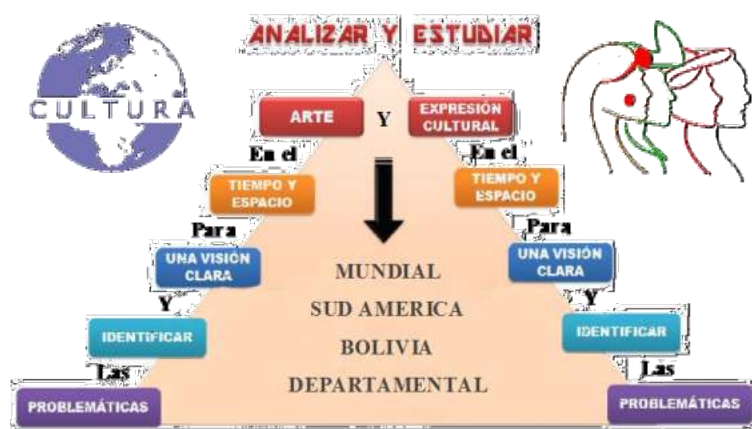 ANALIZAR Y ESTUDIAR
CULTURA
ARTE
Y
EXPRESIÓN
CULTURAL
En el
En el
TIEMPO Y
ESPACIO
TIEMPO Y
ESPACIO
Para
Para
UNA VISIÓN
CLARA
UNA VISIÓN
CLARA
MUNDIAL
SUD AMERICA
BOLIVIA
DEPARTAMENTAL
Y
Y
IDENTIFICAR
IDENTIFICAR
Las
Las
PROBLEMÁTICAS
PROBLEMÁTICAS